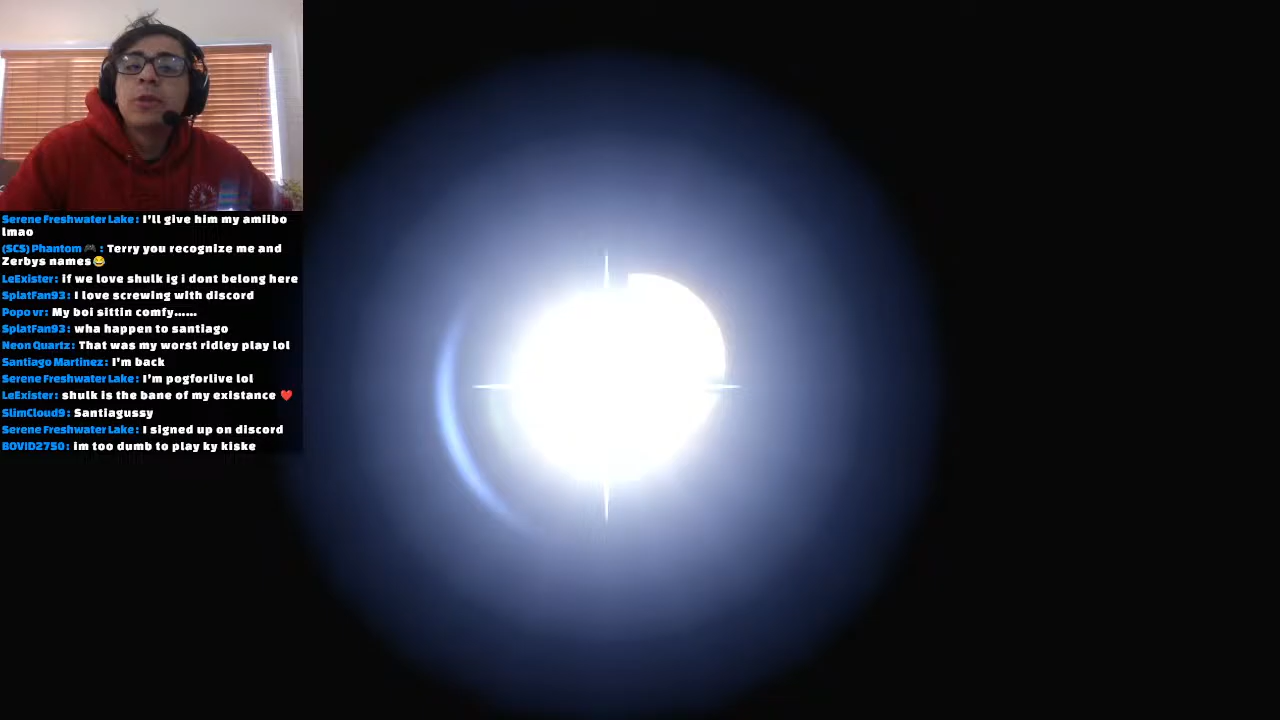 Serene Freshwater Lake: I'll give him my amiibo
lmao
(SCS) Phantom 🎮 : Terry you recognize me and
Zerbys names😂
LeExister: if we love shulk ig i dont belong here
SplatFan93: I love screwing with discord
Popo vr: My boi sittin comfy......
SplatFan93: wha happen to santiago
Neon Quartz: That was my worst ridley play lol
Santiago Martinez: I'm back
Serene Freshwater Lake: I'm pogforlive lol
LeExister: shulk is the bane of my existance ❤️
SlimCloud9: Santiagussy
Serene Freshwater Lake: I signed up on discord
BOVID2750: im too dumb to play ky kiske